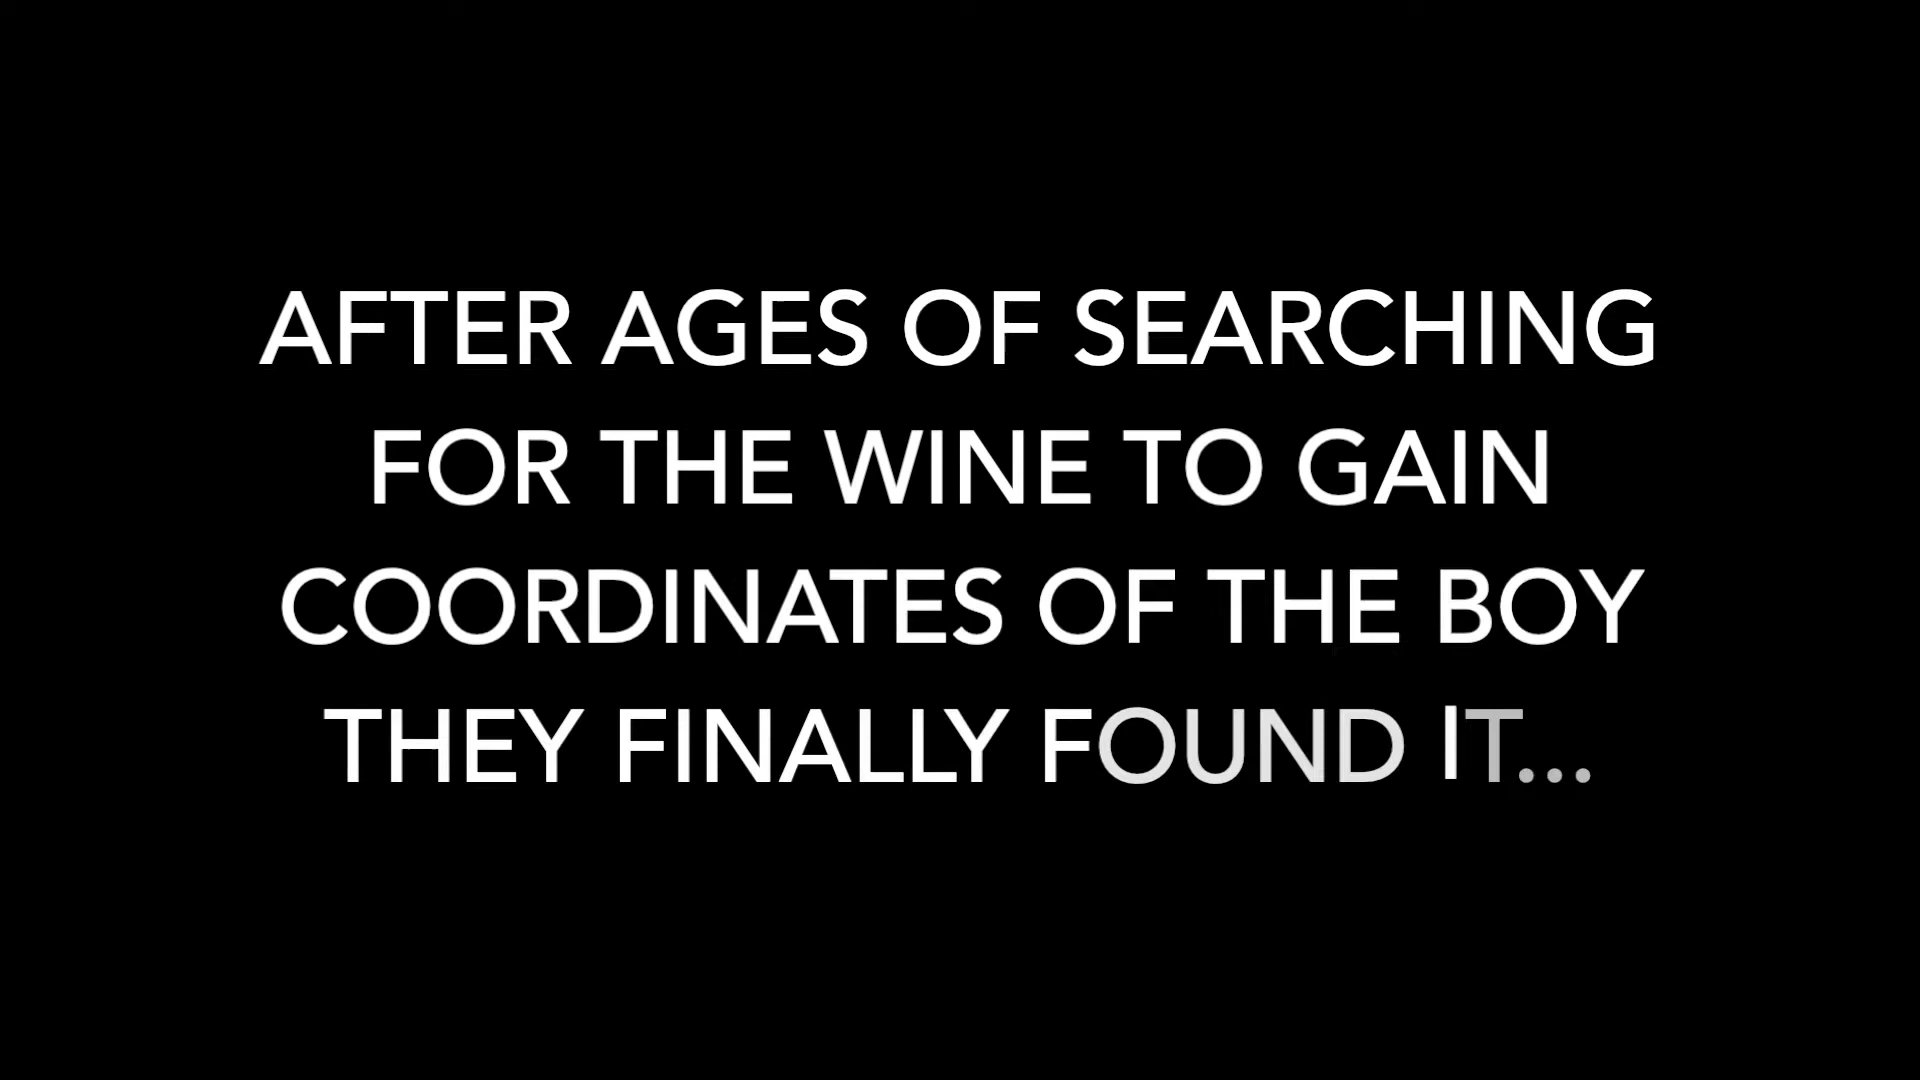 AFTER AGES OF SEARCHING
FOR THE WINE TO GAIN
COORDINATES OF THE BOY
THEY FINALLY FOUND IT...